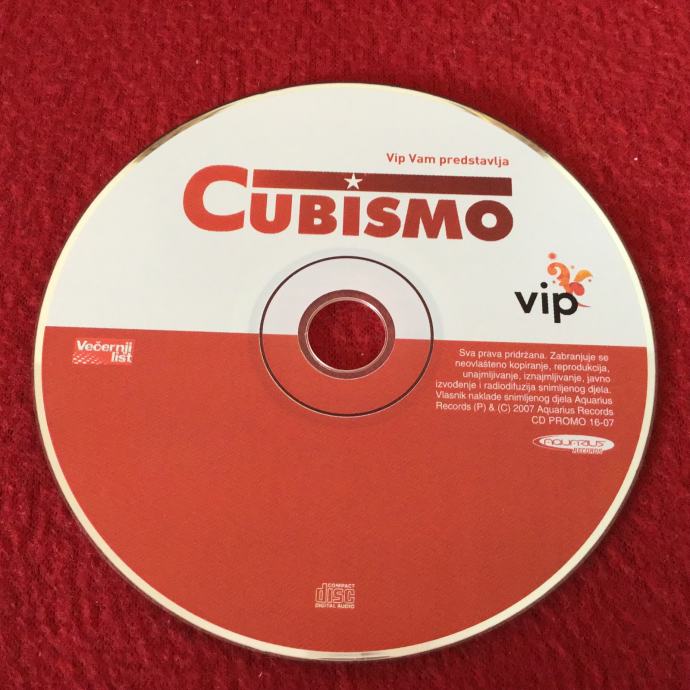 Vip Vam predstavlja
CUBISMO
vip
Večernji
list
Sva prava pridržana. Zabranjuje se
neovlašteno kopiranje, reprodukcija,
unajmljivanje, iznajmljivanje, javno
izvođenje i radiodifuzija snimljenog djela.
Vlasnik naklade snimljenog djela Aquarius
Records (P) & (C) 2007 Aquarius Records
CD PROMO 16-07
AQUARIUS
RECORDS
COMPACT
disc
DIGITAL AUDIO